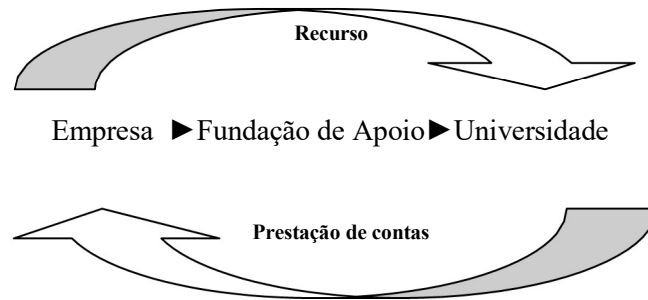 Recurso
Empresa ►Fundação de Apoio►Universidade
Prestação de contas